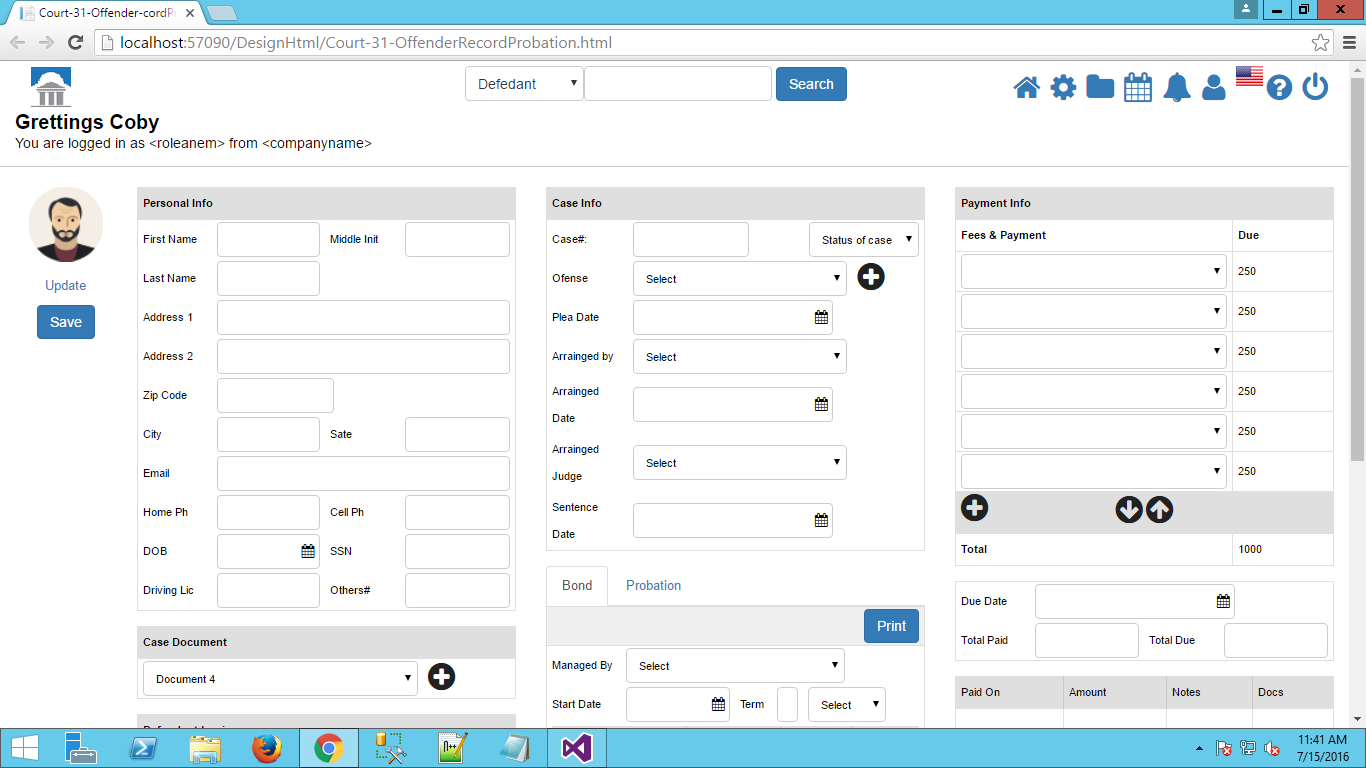 Court-31-Offender-cordPr
localhost:57090/DesignHtml/Court-31-OffenderRecordProbation.html
Defedant
Search
Grettings Coby
You are logged in as <roleanem> from <companyname>
Update
Save
Personal Info
First Name
Middle Init
Last Name
Address 1
Address 2
Zip Code
City
Sate
Email
Home Ph
Cell Ph
DOB
SSN
Driving Lic
Others#
Case Document
Document 4
Case Info
Case#:
Status of case
Ofense
Select
Plea Date
Arrainged by
Select
Arrainged
Date
Arrainged
Judge
Select
Sentence
Date
Bond
Probation
Print
Managed By
Select
Start Date
Term
Select
Payment Info
Fees & Payment
Due
250
250
250
250
250
250
Total
1000
Due Date
Total Paid
Total Due
Paid On
Amount
Notes
Docs
11:41 AM
7/15/2016